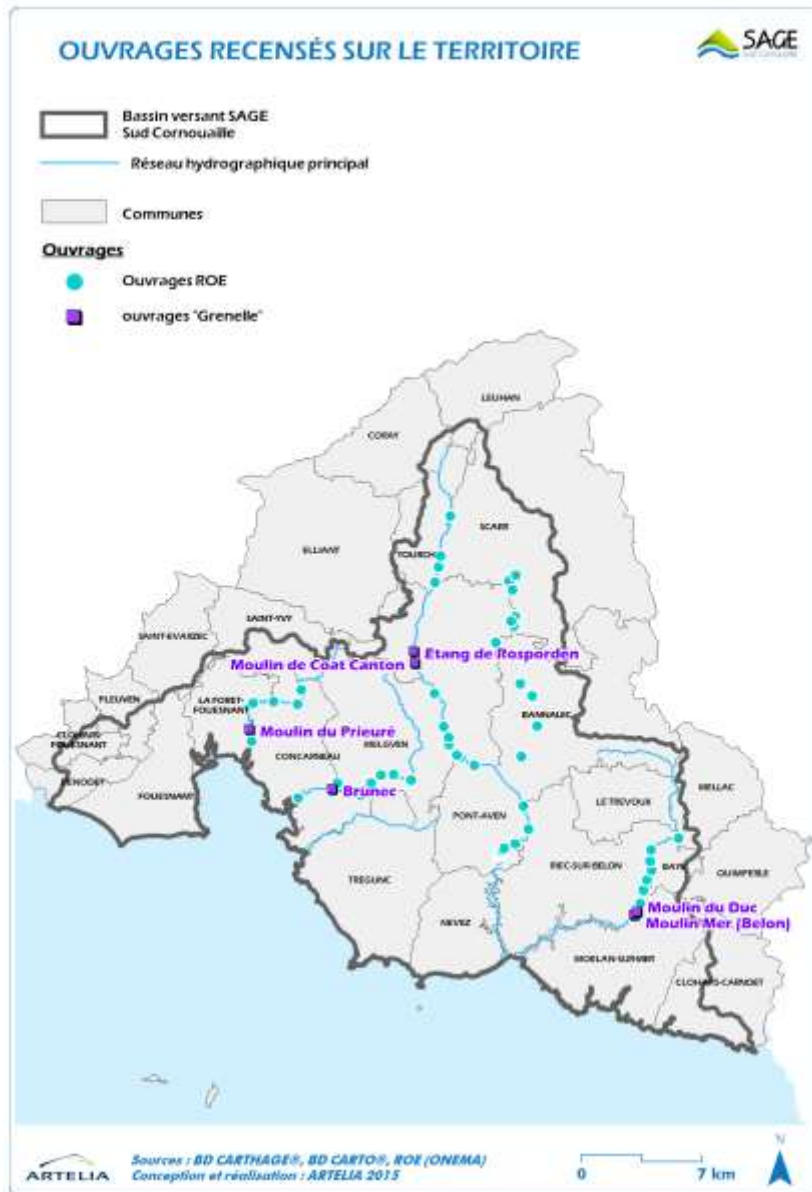 OUVRAGES RECENSÉS SUR LE TERRITOIRE
SAGE
Bassin versant SAGE
Sud Cornouaille
Réseau hydrographique principal
Communes
Ouvrages
Ouvrages ROE
ouvrages "Grenelle"
LEUHAN
CORAY
SCAER
ELLIANT
TOURCH
SAINT-YVY
SAINT-EVARZEC
Moulin de Coat Canton
Etang de Rosporden
PLEUVEN
LA FORET-
FOUESNANT
BANNALEC
CLOHARS-
FOUESNANT
Moulin du Prieuré
MELGVEN
CONCARNEAU
BENODET
FOUESNANT
Brunec
MELLAC
LE TREVOUX
PONT-AVEN
RIEC-SUR-BELON
BAYE
QUIMPERLE
TREGUNC
NEVEZ
Moulin du Duc
Moulin Mer (Belon)
MOELAN-SUR-MER
CLOHARS-CARNOET
ARTELIA
Sources : BD CARTHAGE®, BD CARTO®, ROE (ONEMA)
Conception et réalisation : ARTELIA 2015
0 7 km
N